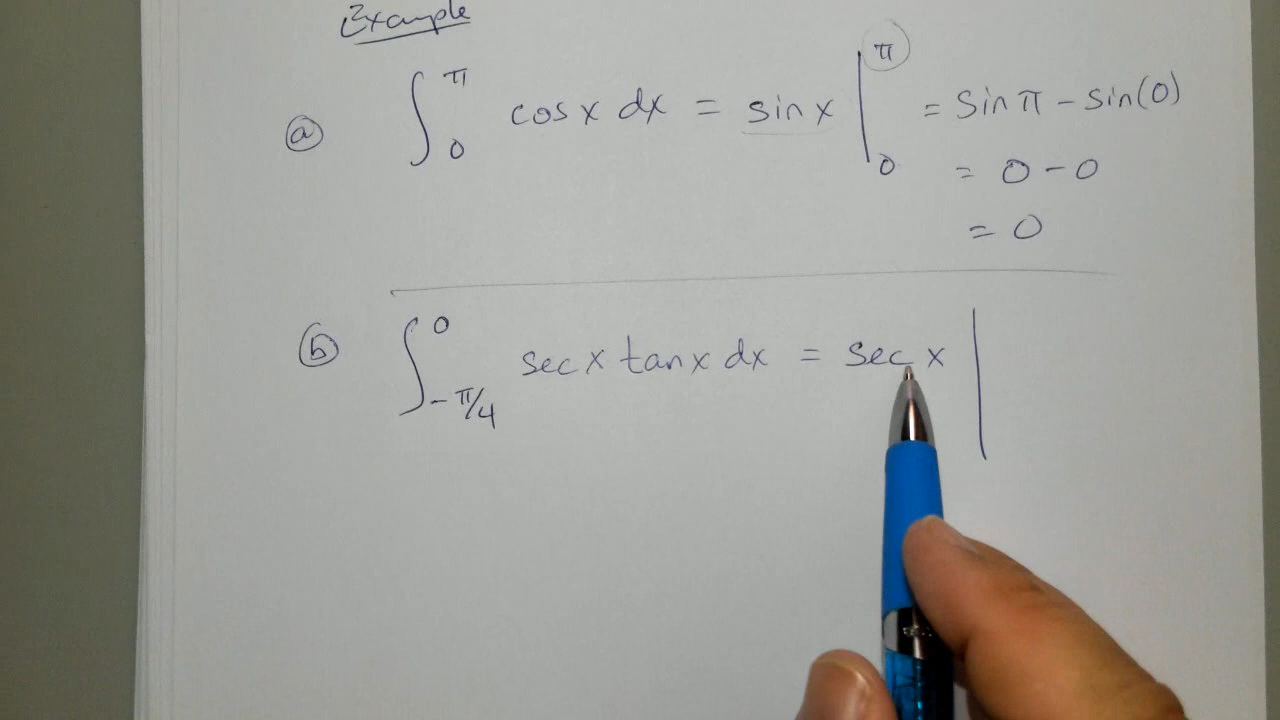 Example
(a) ∫₀^π cos x dx = sin x |₀^π = sin π - sin(0)
= 0 - 0
= 0
(b) ∫_{-π/4}^0 sec x tan x dx = sec x |